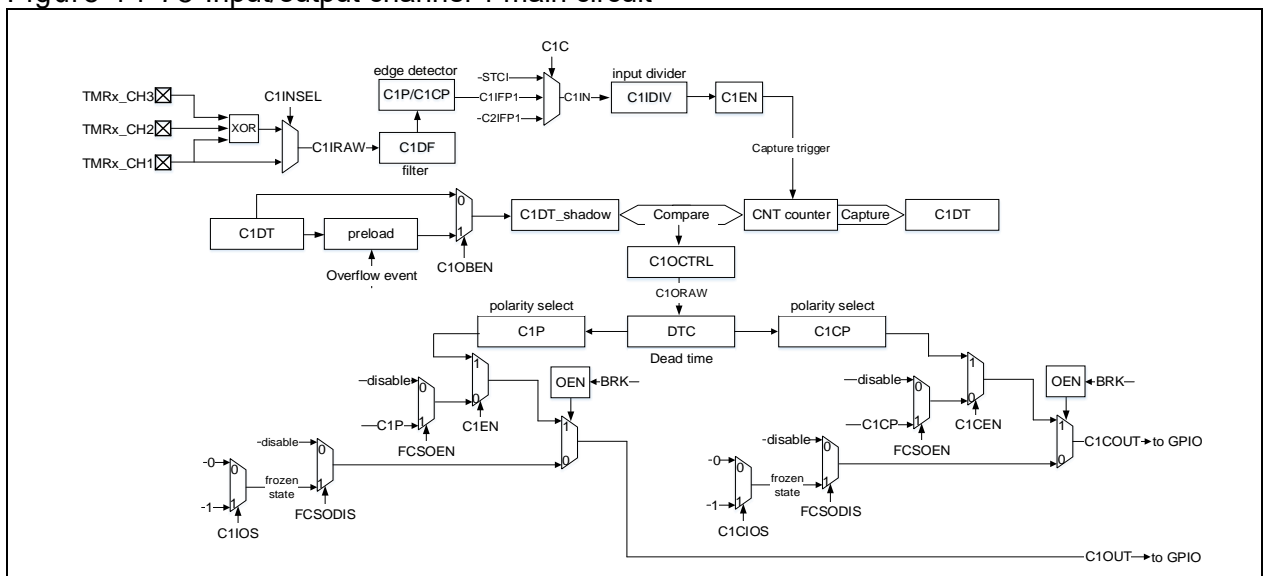 Figure 14-78 Input/output channel 1 main circuit
C1C
edge detector
-STCI
input divider
TMRx_CH3
C1INSEL
C1P/C1CP
C1IFP1
C1IN
C1IDIV
C1EN
TMRx_CH2
XOR
-C2IFP1
TMRx_CH1
C1IRAW
C1DF
filter
Capture trigger
0
C1DT
preload
1
C1DT_shadow
Compare
CNT counter
Capture
C1DT
Overflow event
C1OBEN
C1OCTRL
C1ORAW
polarity select
polarity select
C1P
DTC
C1CP
Dead time
disable
0
1
0
OEN
BRK
disable
0
1
0
OEN
BRK
C1P
1
C1EN
1
C1CP
1
C1CEN
1
FCSOEN
FCSOEN
C1COUT
to GPIO
-disable
0
0
-disable
0
0
-0
0
frozen
state
1
-0
0
frozen
state
1
-1
1
FCSODIS
-1
1
FCSODIS
C1IOS
C1CIOS
C1OUT
to GPIO